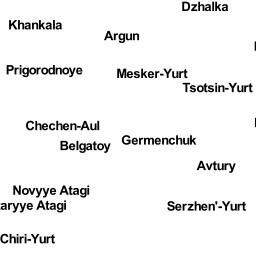 Dzhalka
Khankala
Argun
Prigorodnoye
Mesker-Yurt
Tsotsin-Yurt
Chechen-Aul
Germenchuk
Belgatoy
Avtury
Novyye Atagi
aryye Atagi
Serzhen'-Yurt
Chiri-Yurt